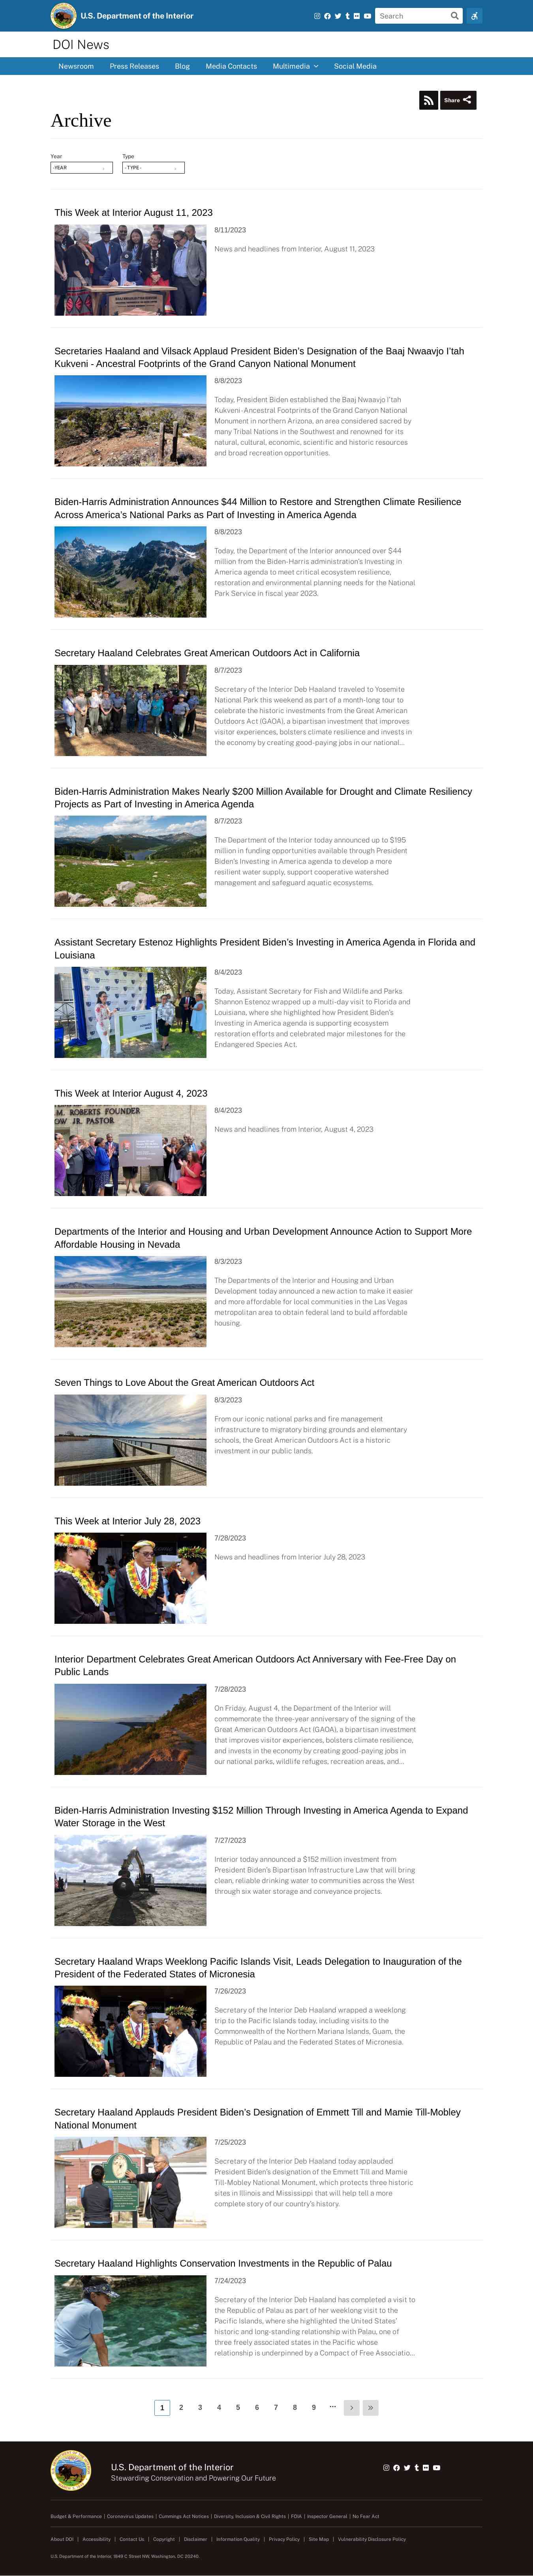 U.S. Department of the Interior
Search
DOI News
Newsroom Press Releases Blog Media Contacts Multimedia Social Media
Share
Archive
Year Type
-YEAR - TYPE -
This Week at Interior August 11, 2023
8/11/2023
News and headlines from Interior, August 11, 2023
Secretaries Haaland and Vilsack Applaud President Biden’s Designation of the Baaj Nwaavjo I’tah
Kukveni - Ancestral Footprints of the Grand Canyon National Monument
8/8/2023
Today, President Biden established the Baaj Nwaavjo I’tah
Kukveni-Ancestral Footprints of the Grand Canyon National
Monument in northern Arizona, an area considered sacred by
many Tribal Nations in the Southwest and renowned for its
natural, cultural, economic, scientific and historic resources
and broad recreation opportunities.
Biden-Harris Administration Announces $44 Million to Restore and Strengthen Climate Resilience
Across America’s National Parks as Part of Investing in America Agenda
8/8/2023
Today, the Department of the Interior announced over $44
million from the Biden-Harris administration’s Investing in
America agenda to meet critical ecosystem resilience,
restoration and environmental planning needs for the National
Park Service in fiscal year 2023.
Secretary Haaland Celebrates Great American Outdoors Act in California
8/7/2023
Secretary of the Interior Deb Haaland traveled to Yosemite
National Park this weekend as part of a month-long tour to
celebrate the historic investments from the Great American
Outdoors Act (GAOA), a bipartisan investment that improves
visitor experiences, bolsters climate resilience and invests in
the economy by creating good-paying jobs in our national...
Biden-Harris Administration Makes Nearly $200 Million Available for Drought and Climate Resiliency
Projects as Part of Investing in America Agenda
8/7/2023
The Department of the Interior today announced up to $195
million in funding opportunities available through President
Biden’s Investing in America agenda to develop a more
resilient water supply, support cooperative watershed
management and safeguard aquatic ecosystems.
Assistant Secretary Estenoz Highlights President Biden’s Investing in America Agenda in Florida and
Louisiana
8/4/2023
Today, Assistant Secretary for Fish and Wildlife and Parks
Shannon Estenoz wrapped up a multi-day visit to Florida and
Louisiana, where she highlighted how President Biden’s
Investing in America agenda is supporting ecosystem
restoration efforts and celebrated major milestones for the
Endangered Species Act.
This Week at Interior August 4, 2023
M. ROBERTS FOUNDER
OW JR. PASTOR
8/4/2023
News and headlines from Interior, August 4, 2023
Departments of the Interior and Housing and Urban Development Announce Action to Support More
Affordable Housing in Nevada
8/3/2023
The Departments of the Interior and Housing and Urban
Development today announced a new action to make it easier
and more affordable for local communities in the Las Vegas
metropolitan area to obtain federal land to build affordable
housing.
Seven Things to Love About the Great American Outdoors Act
8/3/2023
From our iconic national parks and fire management
infrastructure to migratory birding grounds and elementary
schools, the Great American Outdoors Act is a historic
investment in our public lands.
This Week at Interior July 28, 2023
7/28/2023
News and headlines from Interior July 28, 2023
Interior Department Celebrates Great American Outdoors Act Anniversary with Fee-Free Day on
Public Lands
7/28/2023
On Friday, August 4, the Department of the Interior will
commemorate the three-year anniversary of the signing of the
Great American Outdoors Act (GAOA), a bipartisan investment
that improves visitor experiences, bolsters climate resilience,
and invests in the economy by creating good-paying jobs in
our national parks, wildlife refuges, recreation areas, and...
Biden-Harris Administration Investing $152 Million Through Investing in America Agenda to Expand
Water Storage in the West
7/27/2023
Interior today announced a $152 million investment from
President Biden’s Bipartisan Infrastructure Law that will bring
clean, reliable drinking water to communities across the West
through six water storage and conveyance projects.
Secretary Haaland Wraps Weeklong Pacific Islands Visit, Leads Delegation to Inauguration of the
President of the Federated States of Micronesia
7/26/2023
Secretary of the Interior Deb Haaland wrapped a weeklong
trip to the Pacific Islands today, including visits to the
Commonwealth of the Northern Mariana Islands, Guam, the
Republic of Palau and the Federated States of Micronesia.
Secretary Haaland Applauds President Biden’s Designation of Emmett Till and Mamie Till-Mobley
National Monument
7/25/2023
Secretary of the Interior Deb Haaland today applauded
President Biden’s designation of the Emmett Till and Mamie
Till-Mobley National Monument, which protects three historic
sites in Illinois and Mississippi that will help tell a more
complete story of our country’s history.
Secretary Haaland Highlights Conservation Investments in the Republic of Palau
7/24/2023
Secretary of the Interior Deb Haaland has completed a visit to
the Republic of Palau as part of her weeklong visit to the
Pacific Islands, where she highlighted the United States’
historic and long-standing relationship with Palau, one of
three freely associated states in the Pacific whose
relationship is underpinned by a Compact of Free Associatio...
1 2 3 4 5 6 7 8 9 ... › »
U.S. Department of the Interior
Stewarding Conservation and Powering Our Future
Budget & Performance | Coronavirus Updates | Cummings Act Notices | Diversity, Inclusion & Civil Rights | FOIA | Inspector General | No Fear Act
About DOI | Accessibility | Contact Us | Copyright | Disclaimer | Information Quality | Privacy Policy | Site Map | Vulnerability Disclosure Policy
U.S. Department of the Interior, 1849 C Street NW, Washington, DC 20240.